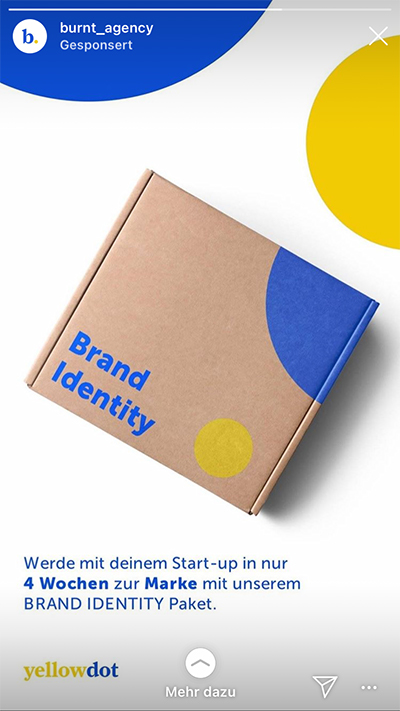 b.
burnt_agency
Gesponsert
Brand
Identity
Werde mit deinem Start-up in nur
4 Wochen zur Marke mit unserem
BRAND IDENTITY Paket.
yellowdot
Mehr dazu